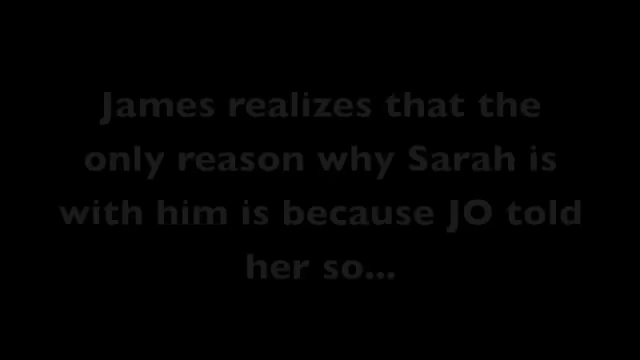 James realizes that the
only reason why Sarah is
with him is because JO told
her so...